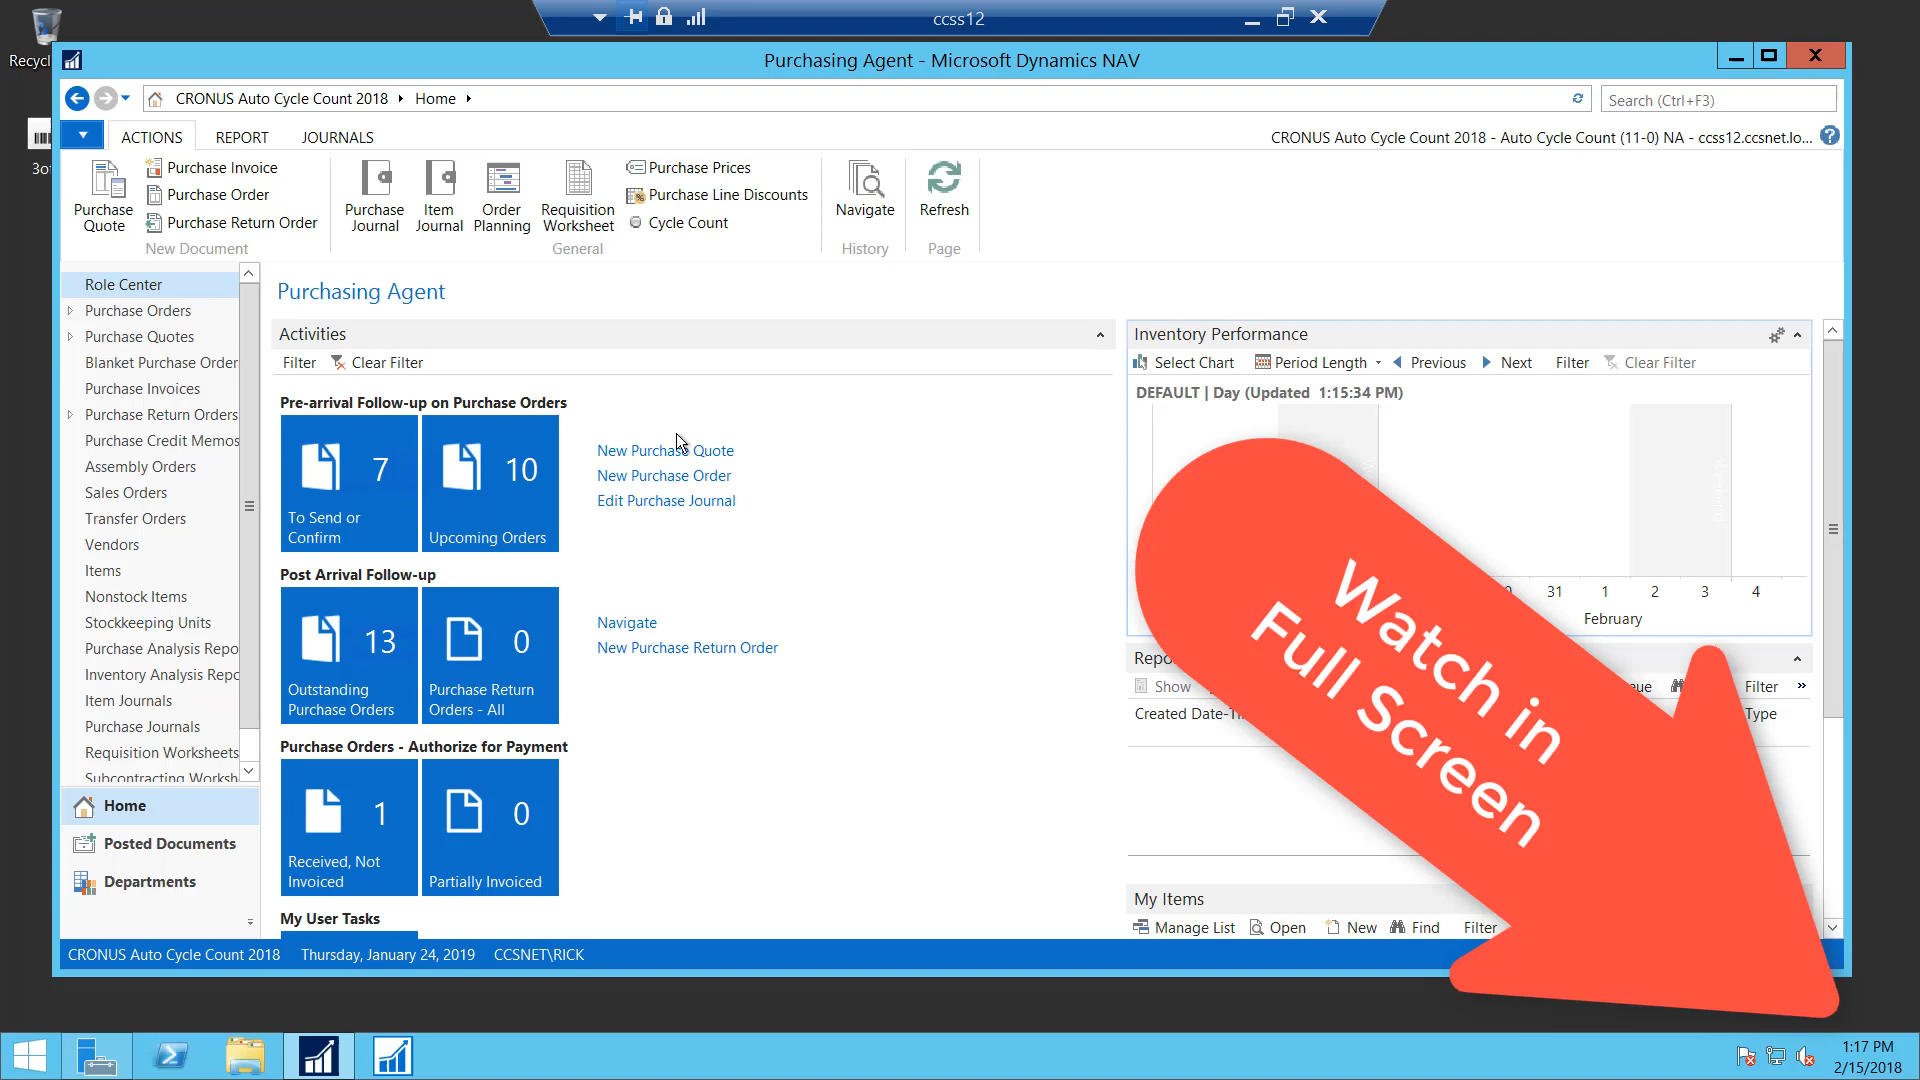 Recycl
3of
ccss12
Purchasing Agent - Microsoft Dynamics NAV
CRONUS Auto Cycle Count 2018
Home
Search (Ctrl+F3)
ACTIONS
REPORT
JOURNALS
CRONUS Auto Cycle Count 2018 - Auto Cycle Count (11-0) NA - ccss12.ccsnet.lo...
Purchase Quote
Purchase Invoice
Purchase Order
Purchase Return Order
New Document
Purchase Journal
Item Journal
Order Planning
Requisition Worksheet
Purchase Prices
Purchase Line Discounts
Cycle Count
General
Navigate
History
Refresh
Page
Role Center
Purchase Orders
Purchase Quotes
Blanket Purchase Order
Purchase Invoices
Purchase Return Orders
Purchase Credit Memos
Assembly Orders
Sales Orders
Transfer Orders
Vendors
Items
Nonstock Items
Stockkeeping Units
Purchase Analysis Repo
Inventory Analysis Repo
Item Journals
Purchase Journals
Requisition Worksheets
Subcontracting Worksh
Home
Posted Documents
Departments
Purchasing Agent
Activities
Filter
Clear Filter
Pre-arrival Follow-up on Purchase Orders
7
To Send or Confirm
10
Upcoming Orders
New Purchase Quote
New Purchase Order
Edit Purchase Journal
Post Arrival Follow-up
13
Outstanding Purchase Orders
0
Purchase Return Orders - All
Navigate
New Purchase Return Order
Purchase Orders - Authorize for Payment
1
Received, Not Invoiced
0
Partially Invoiced
My User Tasks
Inventory Performance
Select Chart
Period Length
Previous
Next
Filter
Clear Filter
DEFAULT | Day (Updated 1:15:34 PM)
31 1 2 3 4
February
Repo
Show
eue
Filter
Created Date-Ti
Type
My Items
Manage List
Open
New
Find
Filter
Watch in
Full Screen
CRONUS Auto Cycle Count 2018
Thursday, January 24, 2019
CCSNET\RICK
1:17 PM
2/15/2018